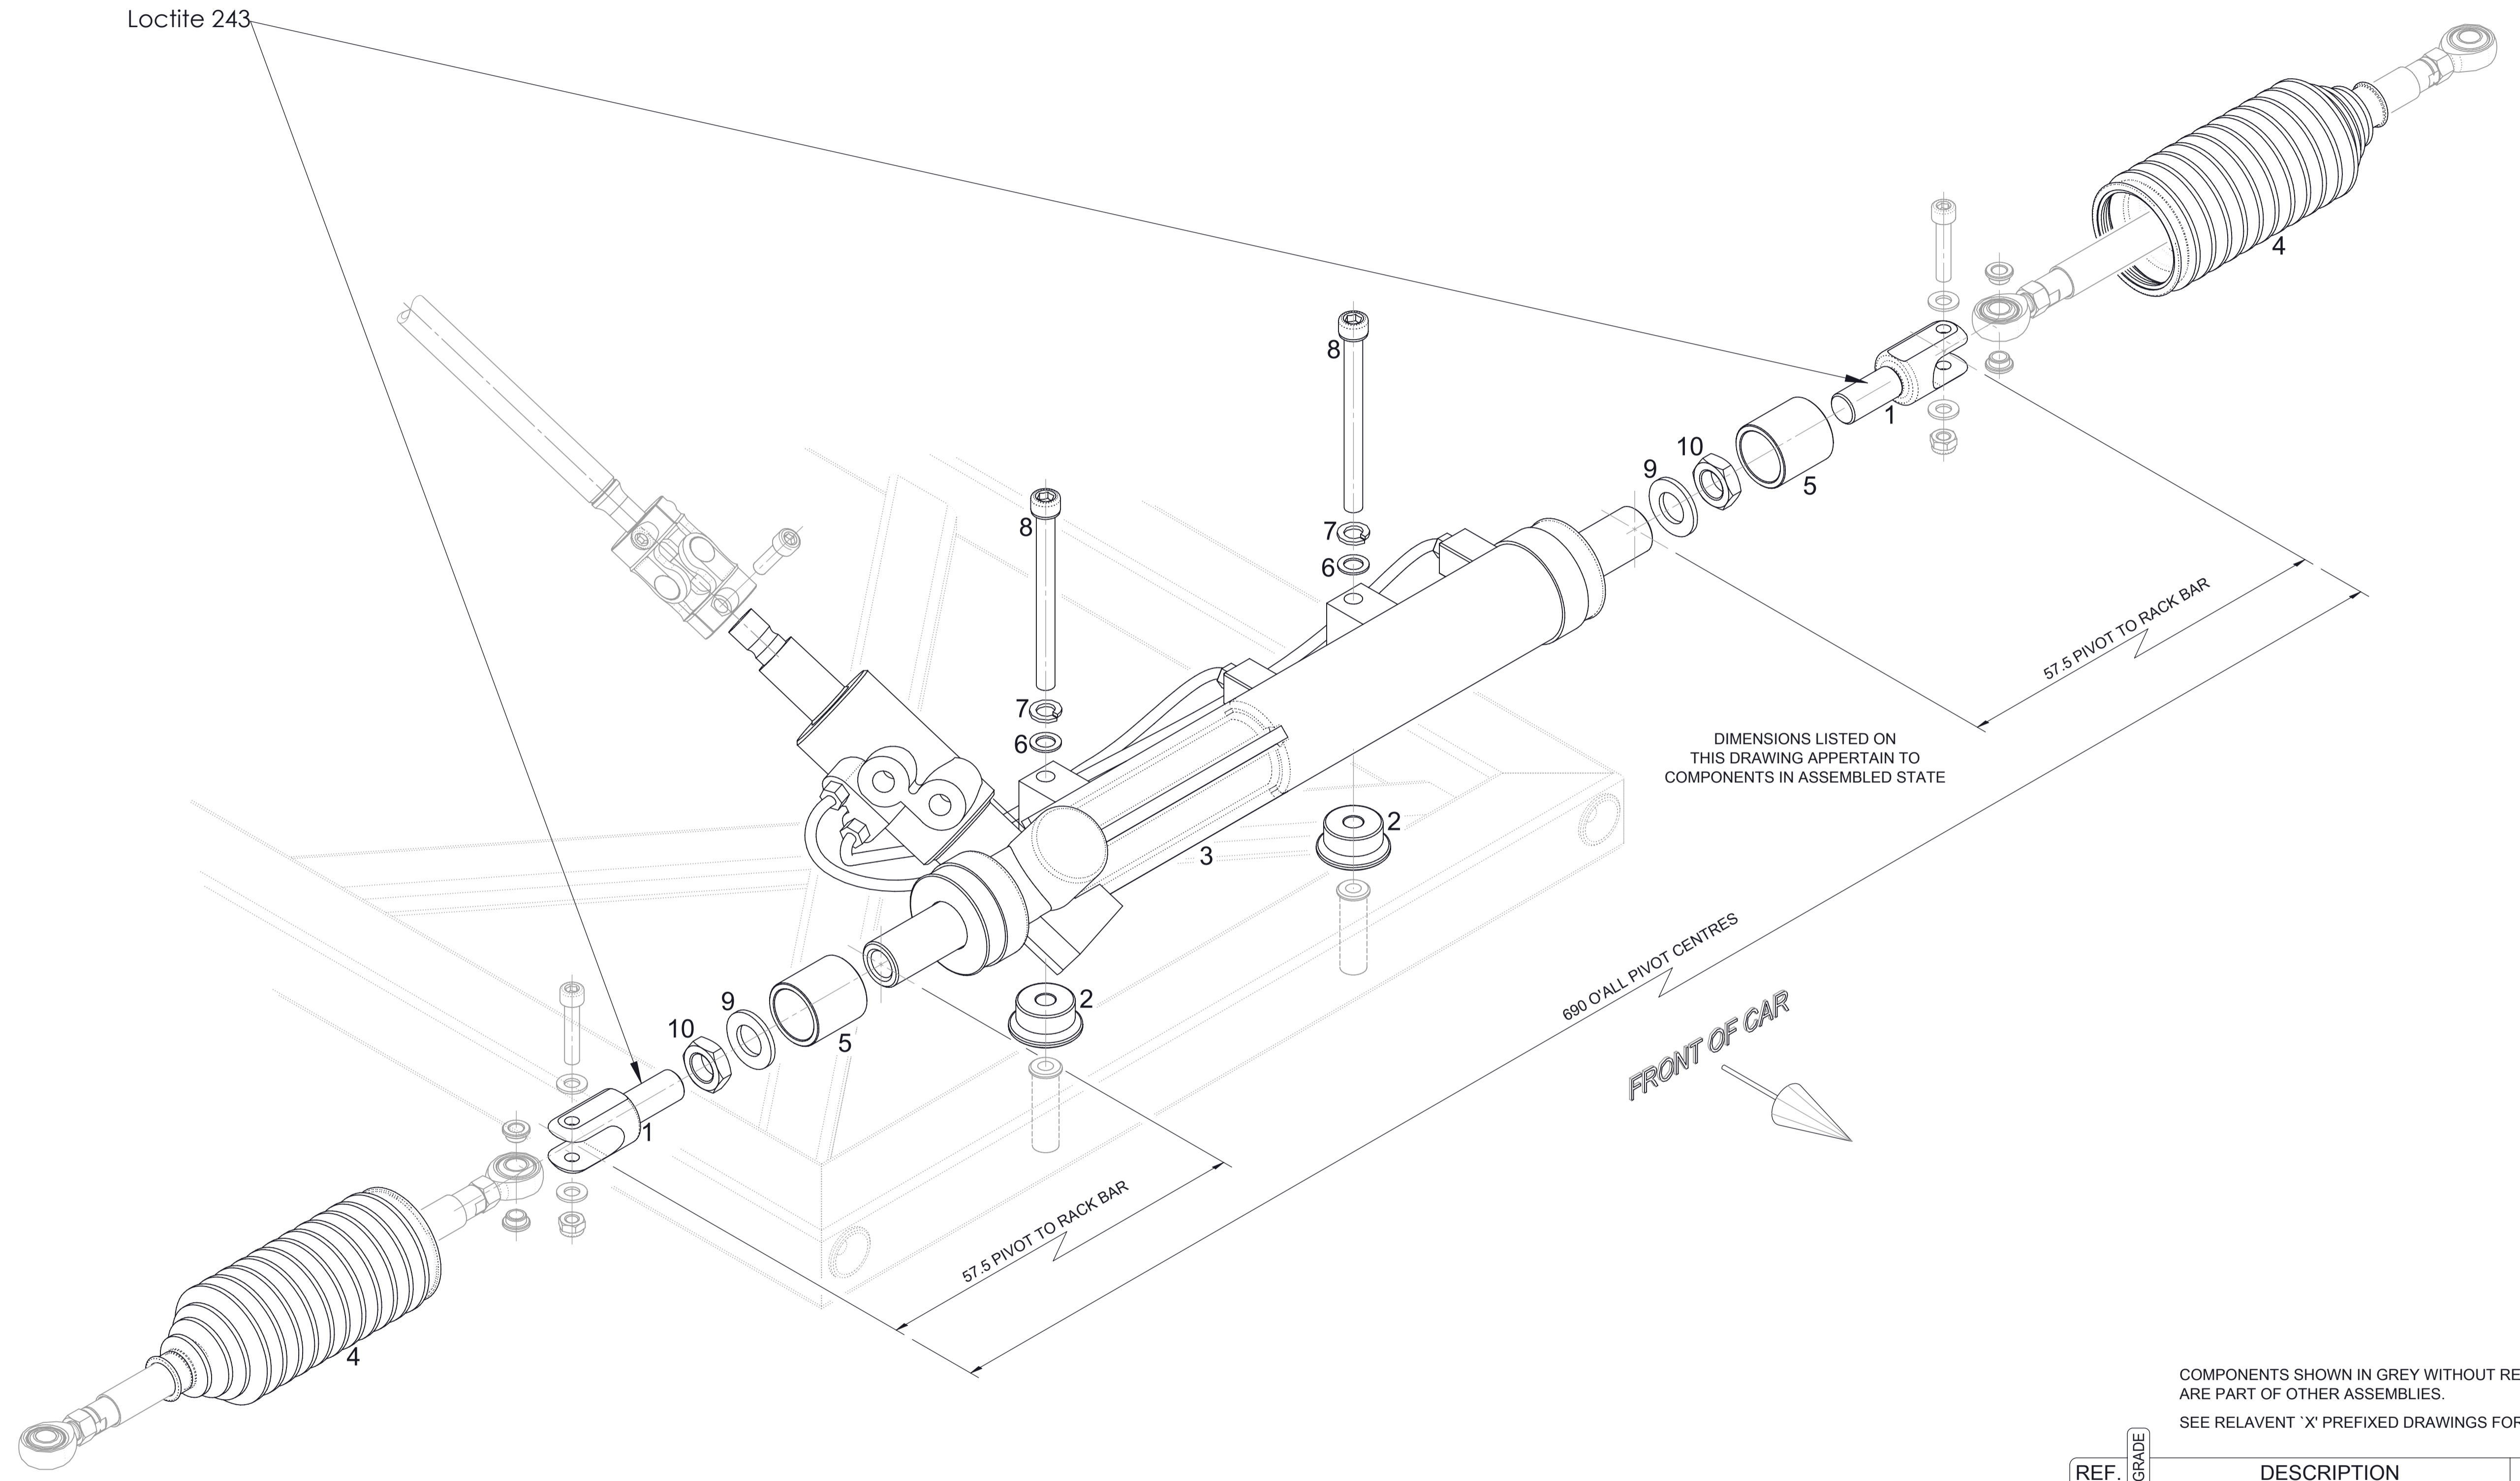 Loctite 243
4
8
1
10
9
5
8
7
6
7
6
57.5 PIVOT TO RACK BAR
DIMENSIONS LISTED ON
THIS DRAWING APPERTAIN TO
COMPONENTS IN ASSEMBLED STATE
2
3
690 O'ALL PIVOT CENTRES
2
9
10
5
FRONT OF CAR
1
57.5 PIVOT TO RACK BAR
4
COMPONENTS SHOWN IN GREY WITHOUT RE
ARE PART OF OTHER ASSEMBLIES.
SEE RELAVENT `X' PREFIXED DRAWINGS FOR
REF.
GRADE
DESCRIPTION